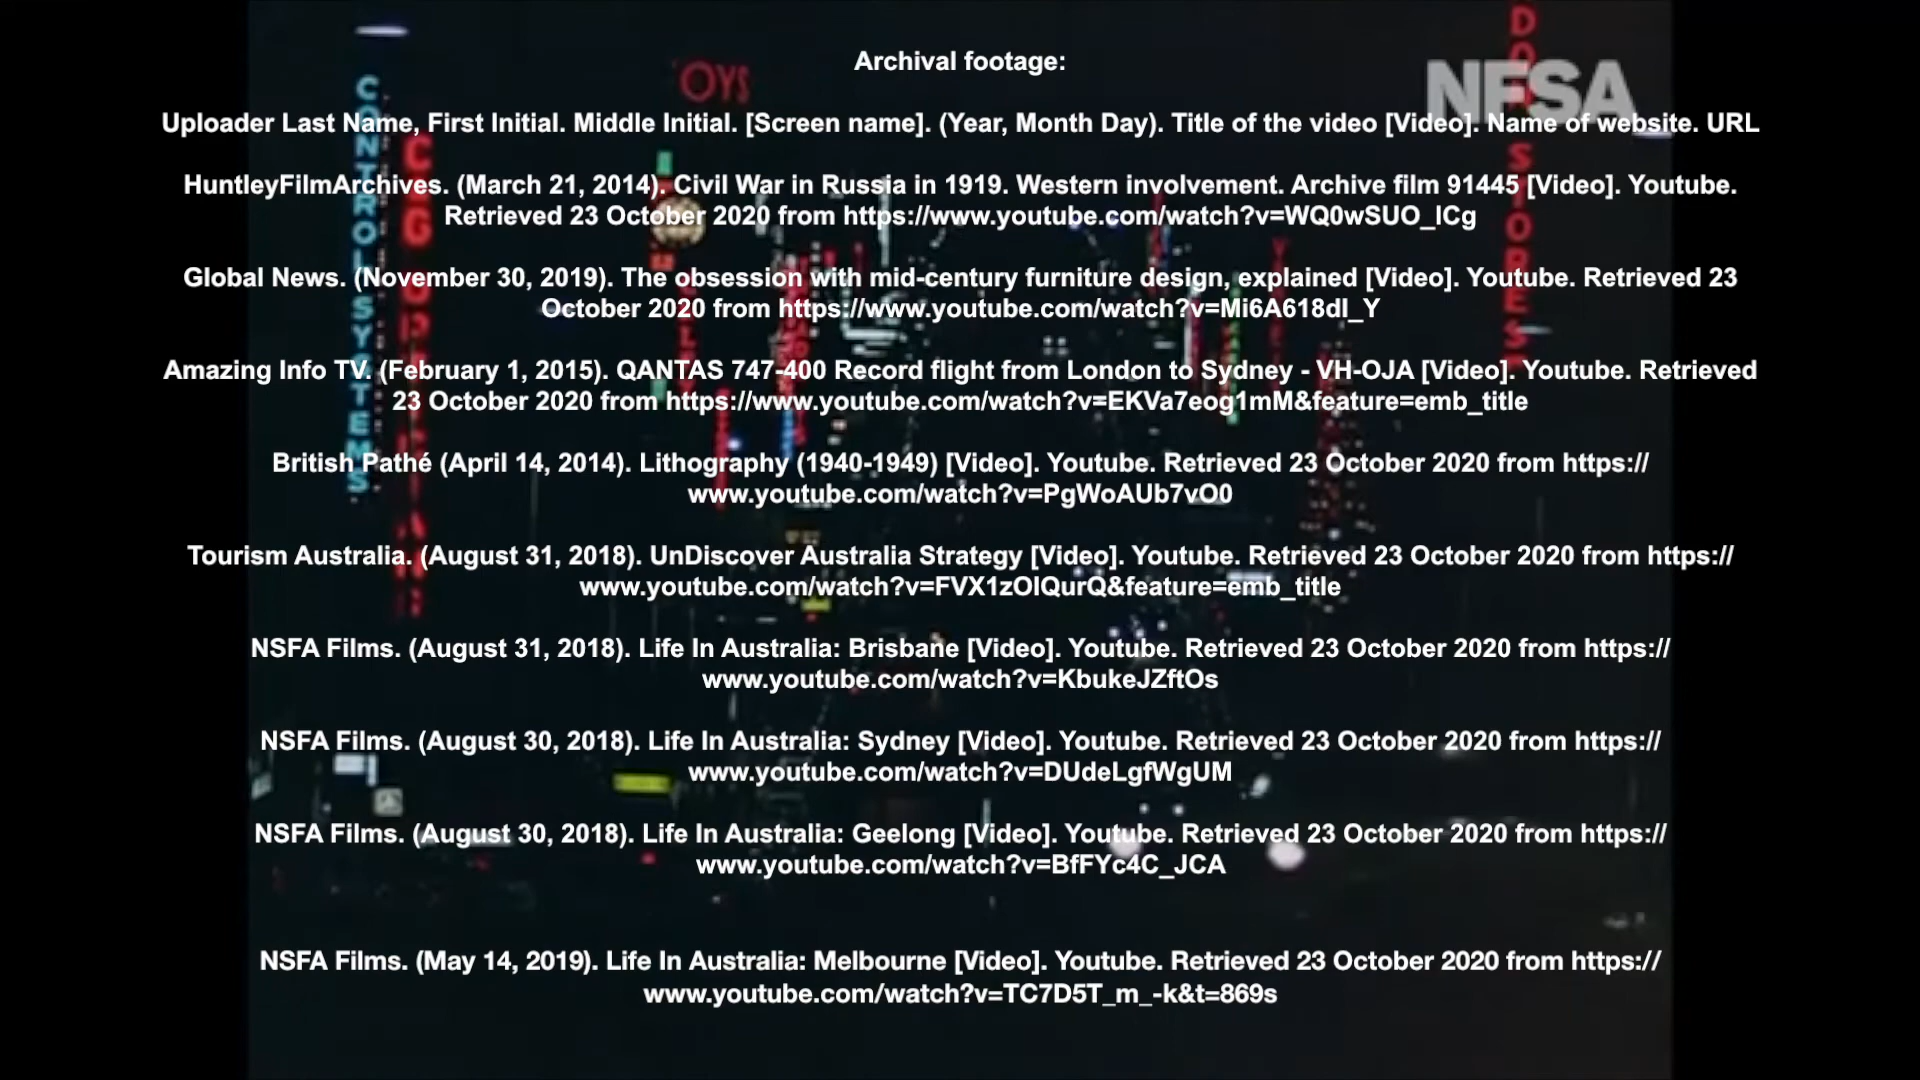 Archival footage:
NFSA
Uploader Last Name, First Initial. Middle Initial. [Screen name]. (Year, Month Day). Title of the video [Video]. Name of website. URL
HuntleyFilmArchives. (March 21, 2014). Civil War in Russia in 1919. Western involvement. Archive film 91445 [Video]. Youtube.
Retrieved 23 October 2020 from https://www.youtube.com/watch?v=WQ0wSUO_lCg
Global News. (November 30, 2019). The obsession with mid-century furniture design, explained [Video]. Youtube. Retrieved 23
October 2020 from https://www.youtube.com/watch?v=Mi6A618dI_Y
Amazing Info TV. (February 1, 2015). QANTAS 747-400 Record flight from London to Sydney - VH-OJA [Video]. Youtube. Retrieved
23 October 2020 from https://www.youtube.com/watch?v=EKVa7eog1mM&feature=emb_title
British Pathé (April 14, 2014). Lithography (1940-1949) [Video]. Youtube. Retrieved 23 October 2020 from https://
www.youtube.com/watch?v=PgWoAUb7vO0
Tourism Australia. (August 31, 2018). UnDiscover Australia Strategy [Video]. Youtube. Retrieved 23 October 2020 from https://
www.youtube.com/watch?v=FVX1zOlQurQ&feature=emb_title
NSFA Films. (August 31, 2018). Life In Australia: Brisbane [Video]. Youtube. Retrieved 23 October 2020 from https://
www.youtube.com/watch?v=KbukeJZftOs
NSFA Films. (August 30, 2018). Life In Australia: Sydney [Video]. Youtube. Retrieved 23 October 2020 from https://
www.youtube.com/watch?v=DUdeLgfWgUM
NSFA Films. (August 30, 2018). Life In Australia: Geelong [Video]. Youtube. Retrieved 23 October 2020 from https://
www.youtube.com/watch?v=BfFYc4C_JCA
NSFA Films. (May 14, 2019). Life In Australia: Melbourne [Video]. Youtube. Retrieved 23 October 2020 from https://
www.youtube.com/watch?v=TC7D5T_m_-k&t=869s
CONTROL SYSTEMS
OYS
STORES